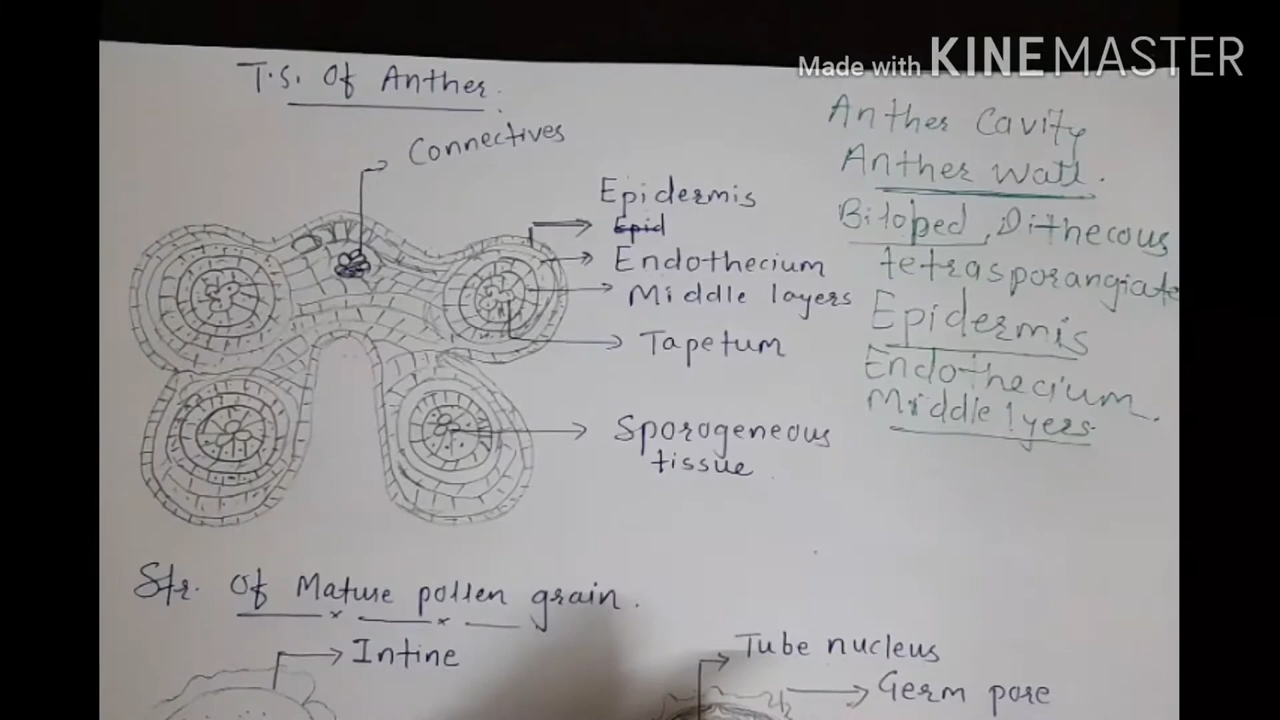 Made with KINEMASTER
T.S. Of Anther.
Connectives
Epidermis
Epid
Endothecium
Middle layers
Tapetum
Sporogeneous
tissue
Anther Cavity
Anther Wall.
Biloped, Dithecous
tetrasporangiate
Epidermis
Endothecium.
Middle lyers
Str. Of Mature pollen grain.
Intine
Tube nucleus
Germ pore